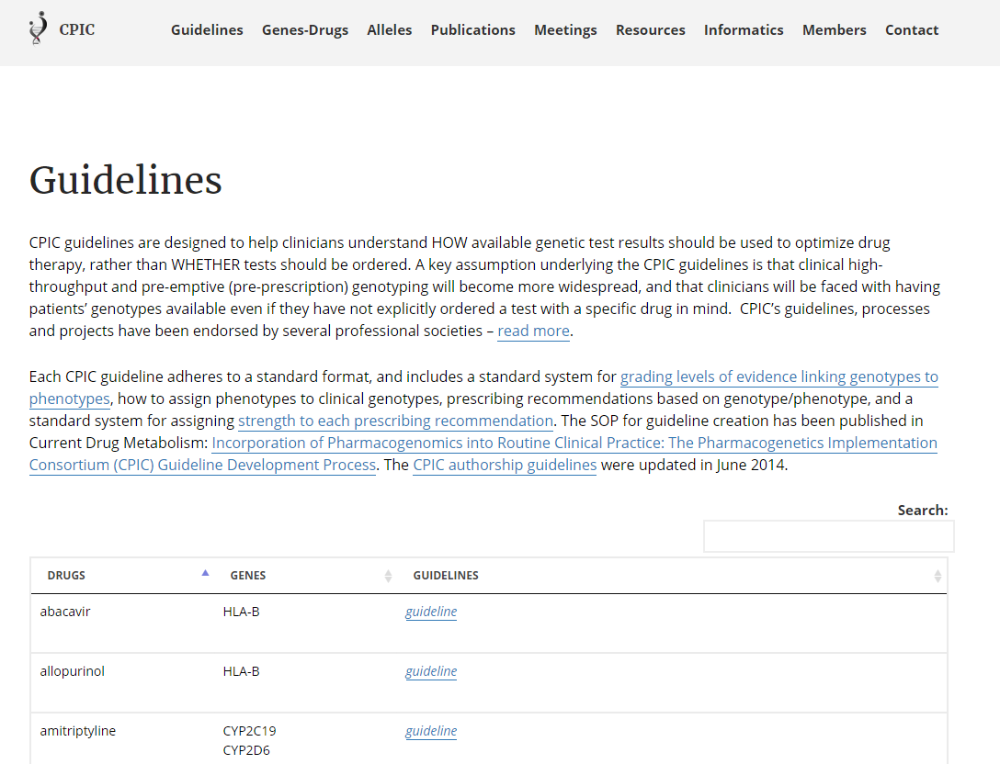 CPIC Guidelines Genes-Drugs Alleles Publications Meetings Resources Informatics Members Contact
Guidelines
CPIC guidelines are designed to help clinicians understand HOW available genetic test results should be used to optimize drug
therapy, rather than WHETHER tests should be ordered. A key assumption underlying the CPIC guidelines is that clinical high-
throughput and pre-emptive (pre-prescription) genotyping will become more widespread, and that clinicians will be faced with having
patients’ genotypes available even if they have not explicitly ordered a test with a specific drug in mind.  CPIC’s guidelines, processes
and projects have been endorsed by several professional societies – read more.
Each CPIC guideline adheres to a standard format, and includes a standard system for grading levels of evidence linking genotypes to
phenotypes, how to assign phenotypes to clinical genotypes, prescribing recommendations based on genotype/phenotype, and a
standard system for assigning strength to each prescribing recommendation. The SOP for guideline creation has been published in
Current Drug Metabolism: Incorporation of Pharmacogenomics into Routine Clinical Practice: The Pharmacogenetics Implementation
Consortium (CPIC) Guideline Development Process. The CPIC authorship guidelines were updated in June 2014.
Search:
DRUGS GENES GUIDELINES
abacavir HLA-B guideline
allopurinol HLA-B guideline
amitriptyline CYP2C19 guideline
CYP2D6